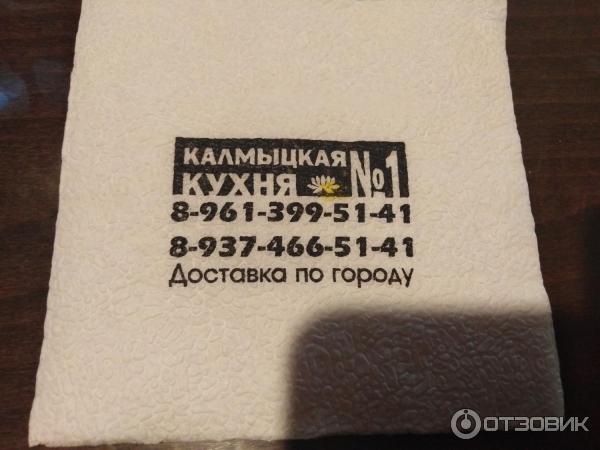 КАЛМЫЦКАЯ
КУХНЯ №1
8-961-399-51-41
8-937-466-51-41
Доставка по городу
ОТЗОВИК